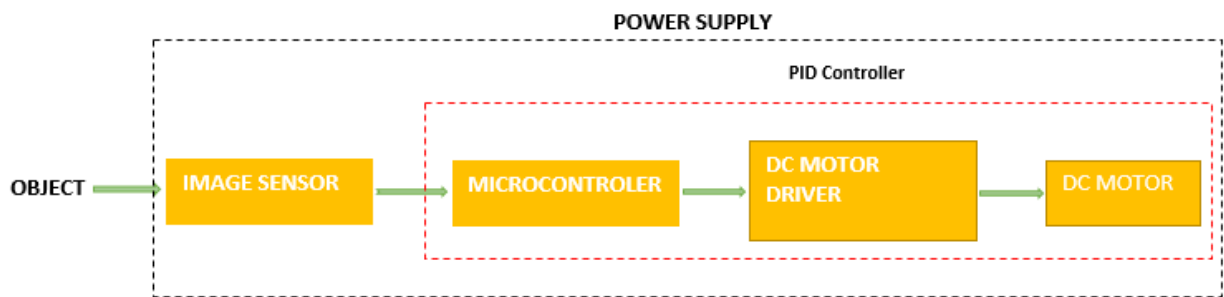 POWER SUPPLY
PID Controller
OBJECT
IMAGE SENSOR
MICROCONTROLER
DC MOTOR
DRIVER
DC MOTOR